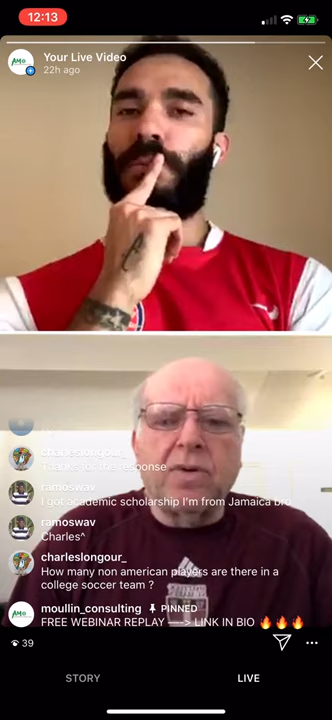 12:13
Your Live Video
22h ago
charleslongour_
Thanks for the response
ramoswav
I got academic scholarship I'm from Jamaica bro
ramoswav
Charles^
charleslongour_
How many non american players are there in a
college soccer team ?
moullin_consulting PINNED
FREE WEBINAR REPLAY —-> LINK IN BIO 🔥🔥🔥
39
STORY
LIVE